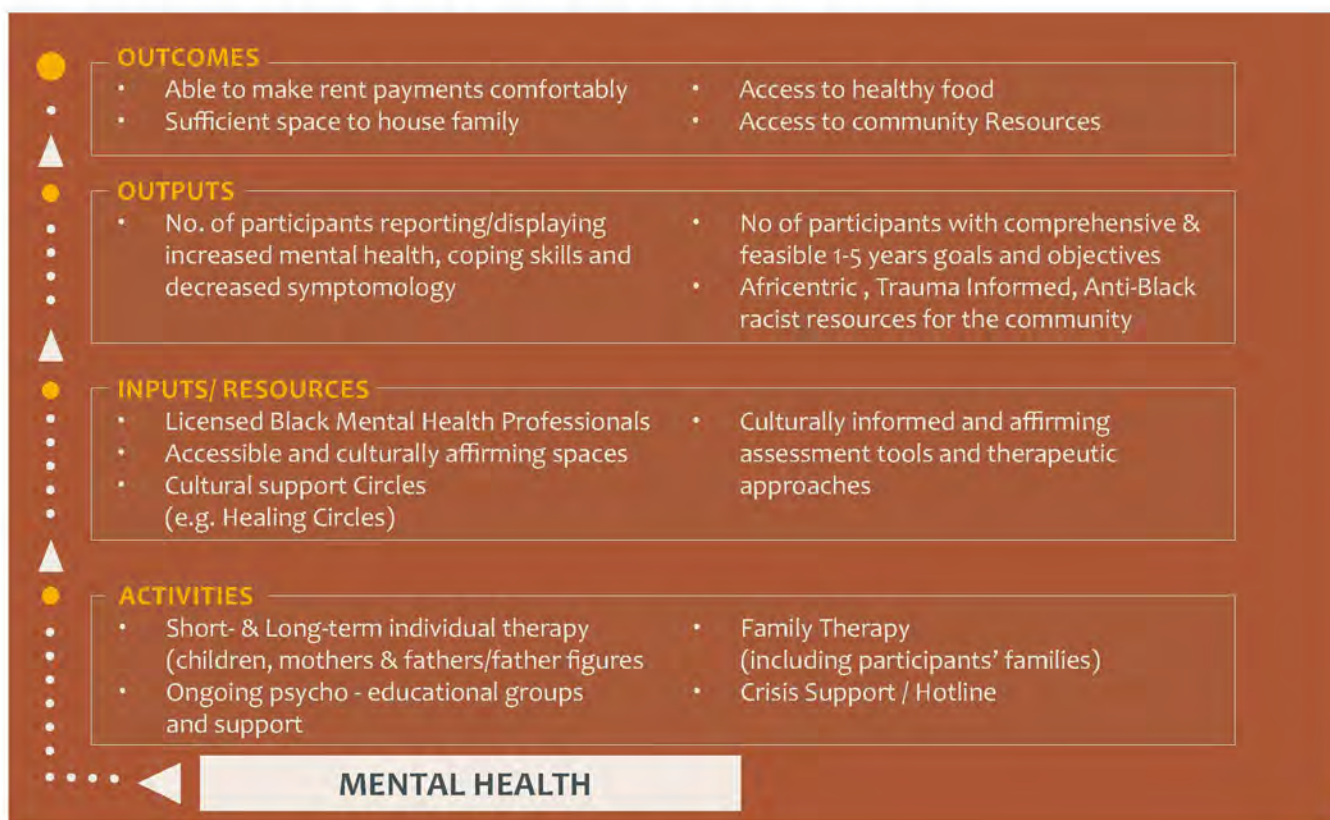 OUTCOMES
• Able to make rent payments comfortably
• Sufficient space to house family
• Access to healthy food
• Access to community Resources
OUTPUTS
• No. of participants reporting/displaying
increased mental health, coping skills and
decreased symptomology
• No of participants with comprehensive &
feasible 1-5 years goals and objectives
• Africentric , Trauma Informed, Anti-Black
racist resources for the community
INPUTS/ RESOURCES
• Licensed Black Mental Health Professionals
• Accessible and culturally affirming spaces
• Cultural support Circles
(e.g. Healing Circles)
• Culturally informed and affirming
assessment tools and therapeutic
approaches
ACTIVITIES
• Short- & Long-term individual therapy
(children, mothers & fathers/father figures
• Ongoing psycho - educational groups
and support
• Family Therapy
(including participants’ families)
• Crisis Support / Hotline
MENTAL HEALTH